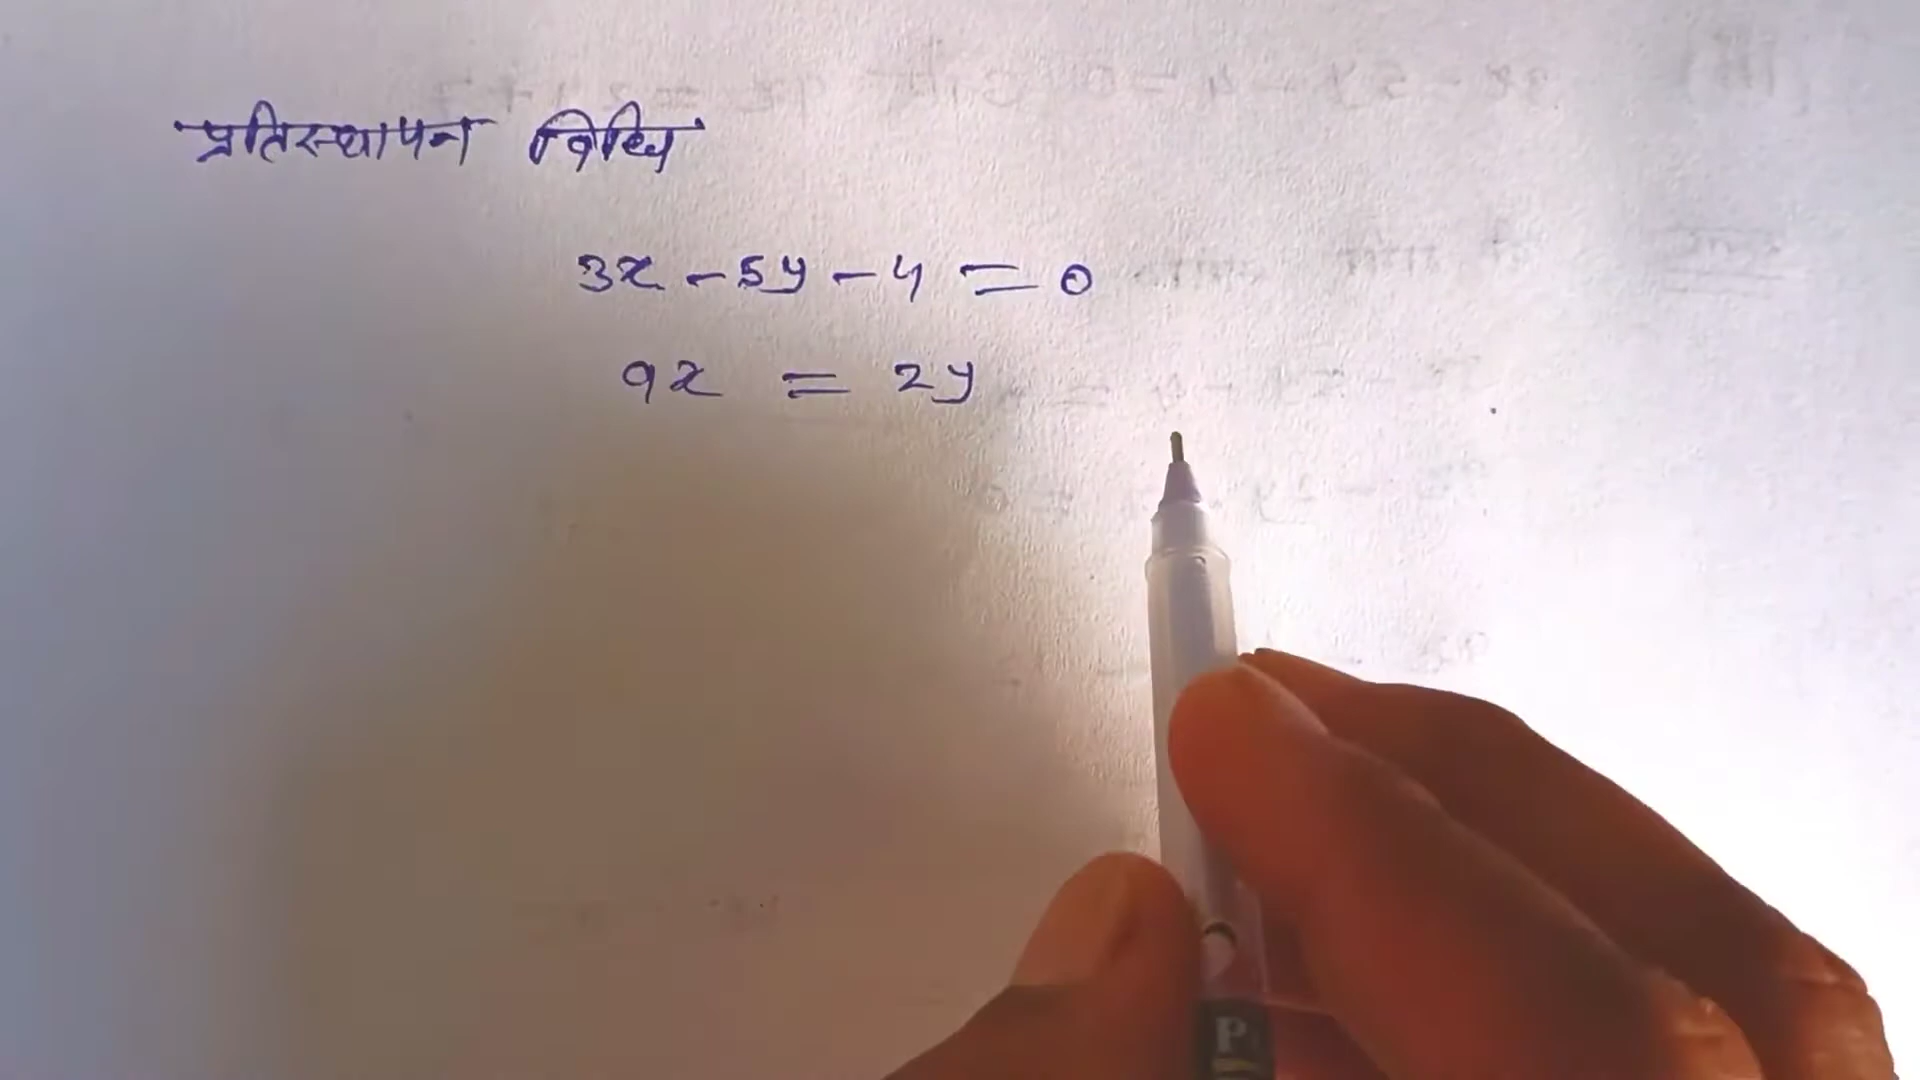 प्रतिस्थापन विधि
3x - 5y - 4 = 0
9x = 2y
P